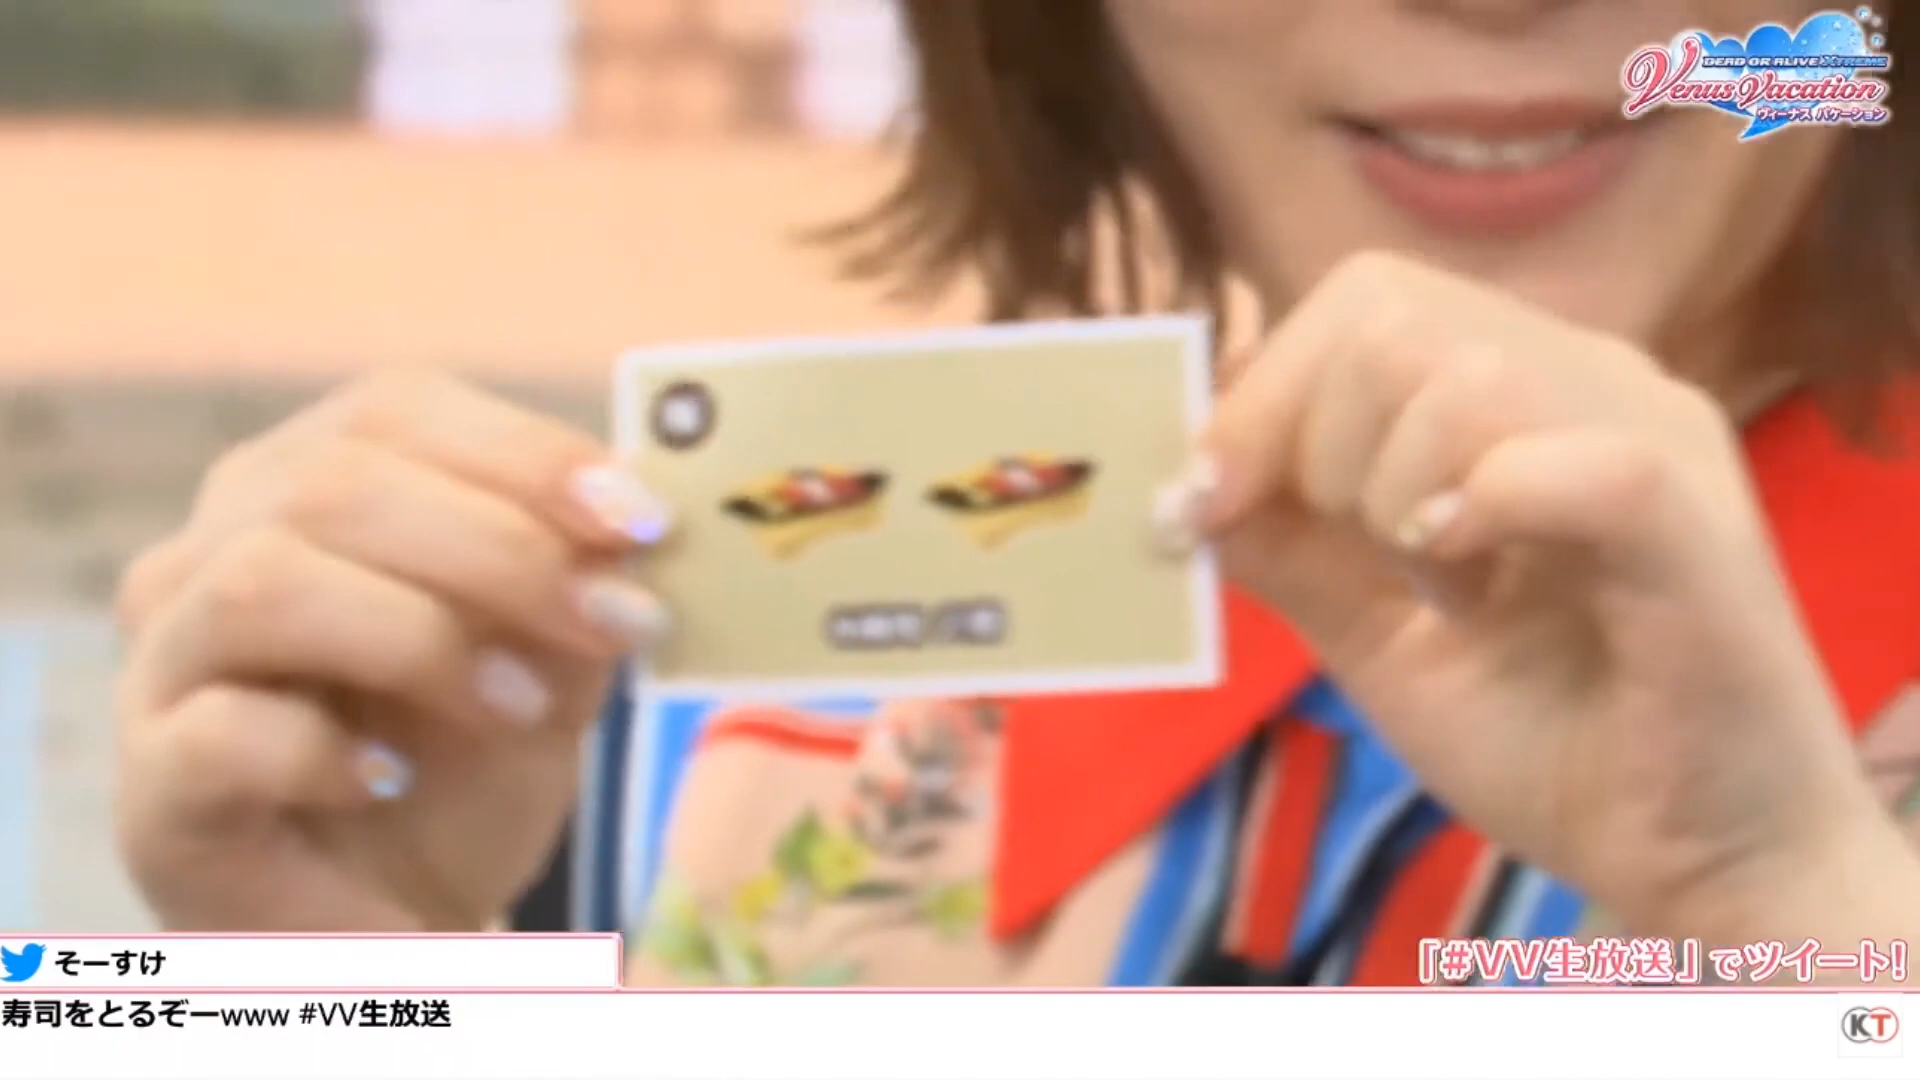 DEAD OR ALIVE XTREME
Venus Vacation
ヴィーナス バケーション
「#VV生放送」でツイート!
そーすけ
寿司をとるぞーwww #VV生放送
KT